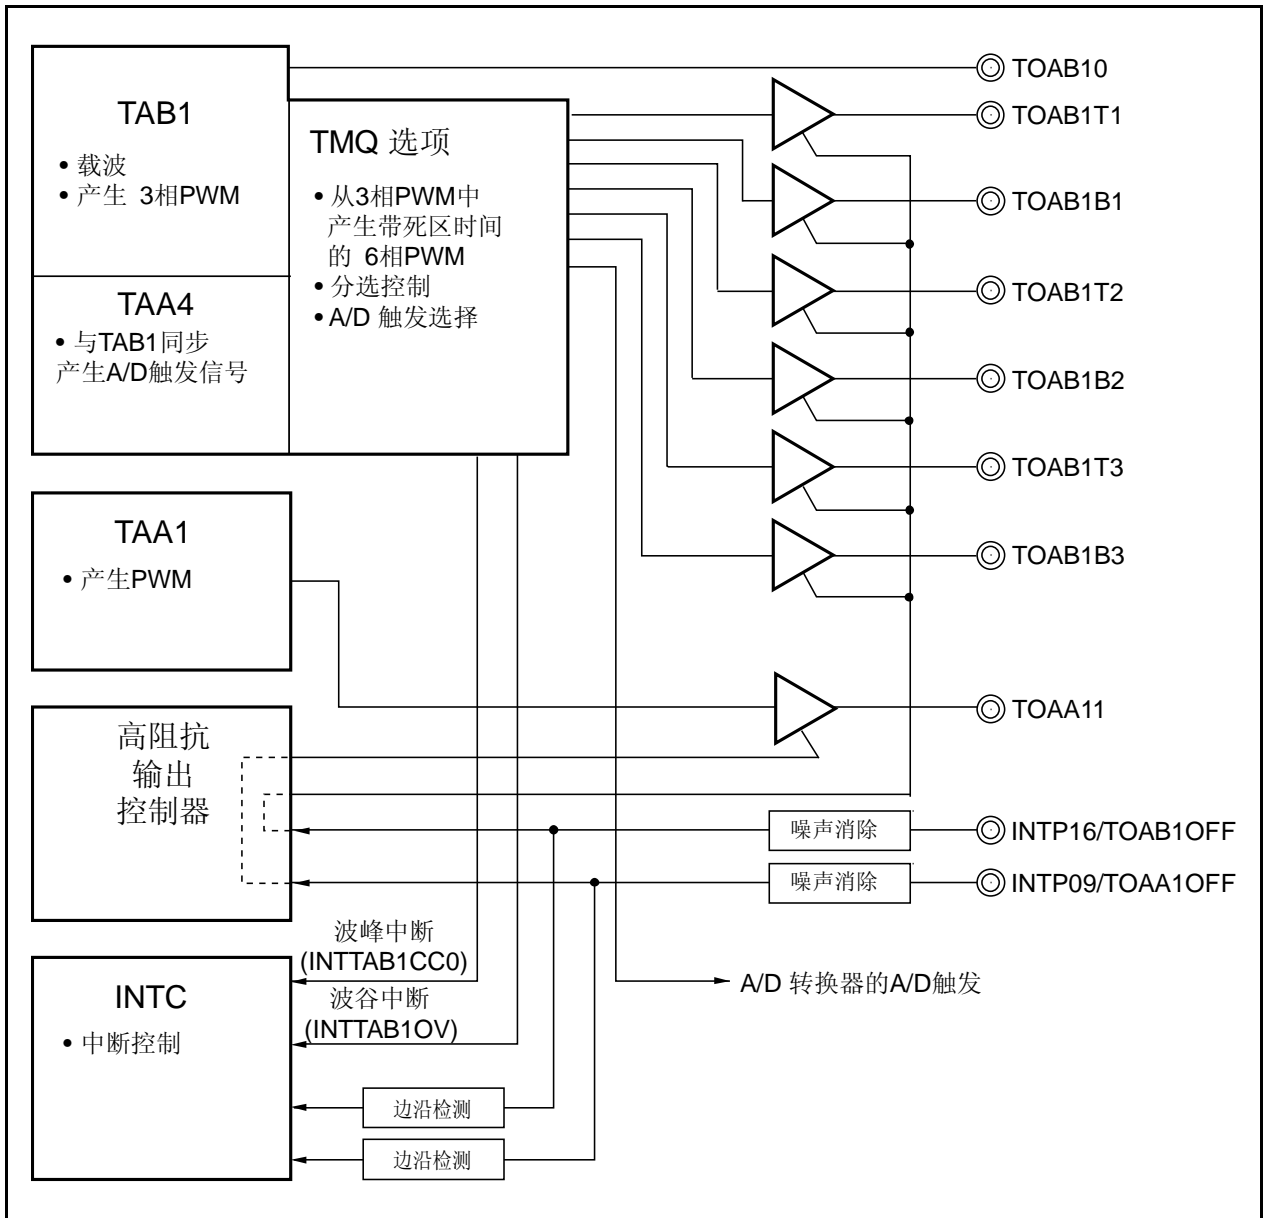 TAB1
• 载波
• 产生 3相PWM
TAA4
• 与TAB1同步
产生A/D触发信号
TMQ 选项
• 从3相PWM中
产生带死区时间
的 6相PWM
• 分选控制
• A/D 触发选择
TOAB10
TOAB1T1
TOAB1B1
TOAB1T2
TOAB1B2
TOAB1T3
TOAB1B3
TAA1
• 产生PWM
TOAA11
高阻抗
输出
控制器
噪声消除
INTP16/TOAB1OFF
噪声消除
INTP09/TOAA1OFF
波峰中断
(INTTAB1CC0)
波谷中断
(INTTAB1OV)
A/D 转换器的A/D触发
INTC
• 中断控制
边沿检测
边沿检测